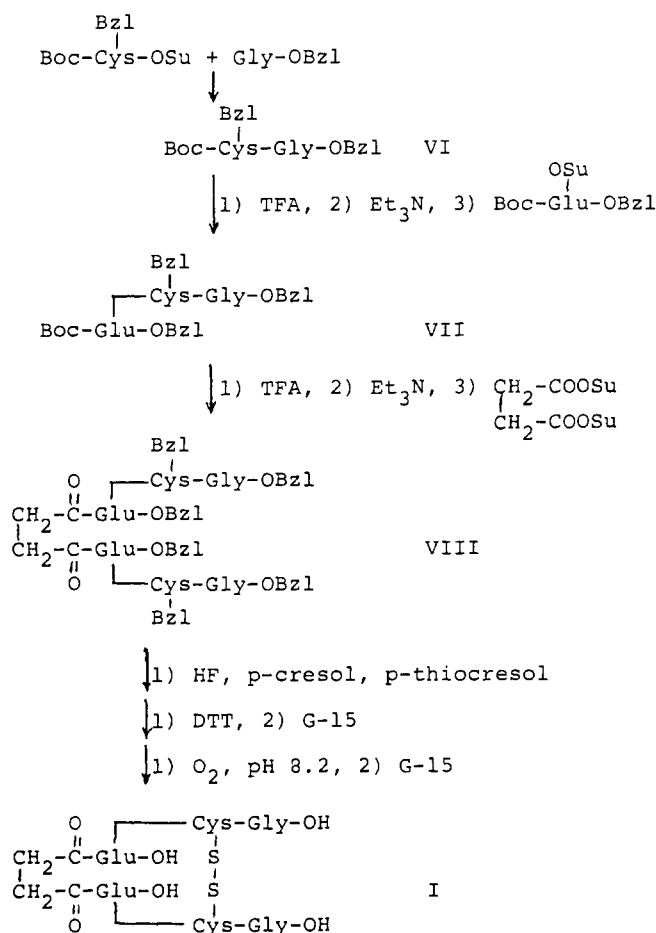 Bzl
Boc-Cys-OSu + Gly-OBzl
Bzl
Boc-Cys-Gly-OBzl VI
OSu
1) TFA, 2) Et3N, 3) Boc-Glu-OBzl
Bzl
Cys-Gly-OBzl
Boc-Glu-OBzl VII
1) TFA, 2) Et3N, 3) CH2-COOSu
CH2-COOSu
Bzl
O Cys-Gly-OBzl
CH2-C-Glu-OBzl
CH2-C-Glu-OBzl VIII
O Cys-Gly-OBzl
Bzl
1) HF, p-cresol, p-thiocresol
1) DTT, 2) G-15
1) O2, pH 8.2, 2) G-15
O Cys-Gly-OH
CH2-C-Glu-OH S
CH2-C-Glu-OH S I
O Cys-Gly-OH